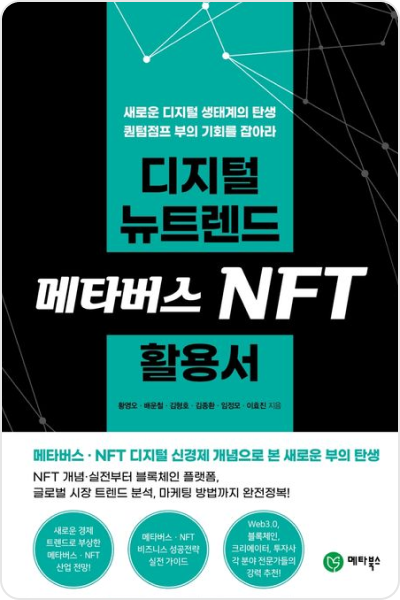 새로운 디지털 생태계의 탄생
퀀텀점프 부의 기회를 잡아라
디지털
뉴트렌드
메타버스 NFT
활용서
황영오 · 배운철 · 김형호 · 김종환 · 임정모 · 이효진 지음
메타버스 · NFT 디지털 신경제 개념으로 본 새로운 부의 탄생
NFT 개념·실전부터 블록체인 플랫폼,
글로벌 시장 트렌드 분석, 마케팅 방법까지 완전정복!
새로운 경제
트렌드로 부상한
메타버스 · NFT
산업 전망!
메타버스 · NFT
비즈니스 성공전략
실전 가이드
Web3.0,
블록체인,
크리에이터, 투자사
각 분야 전문가들의
강력 추천!
메타북스